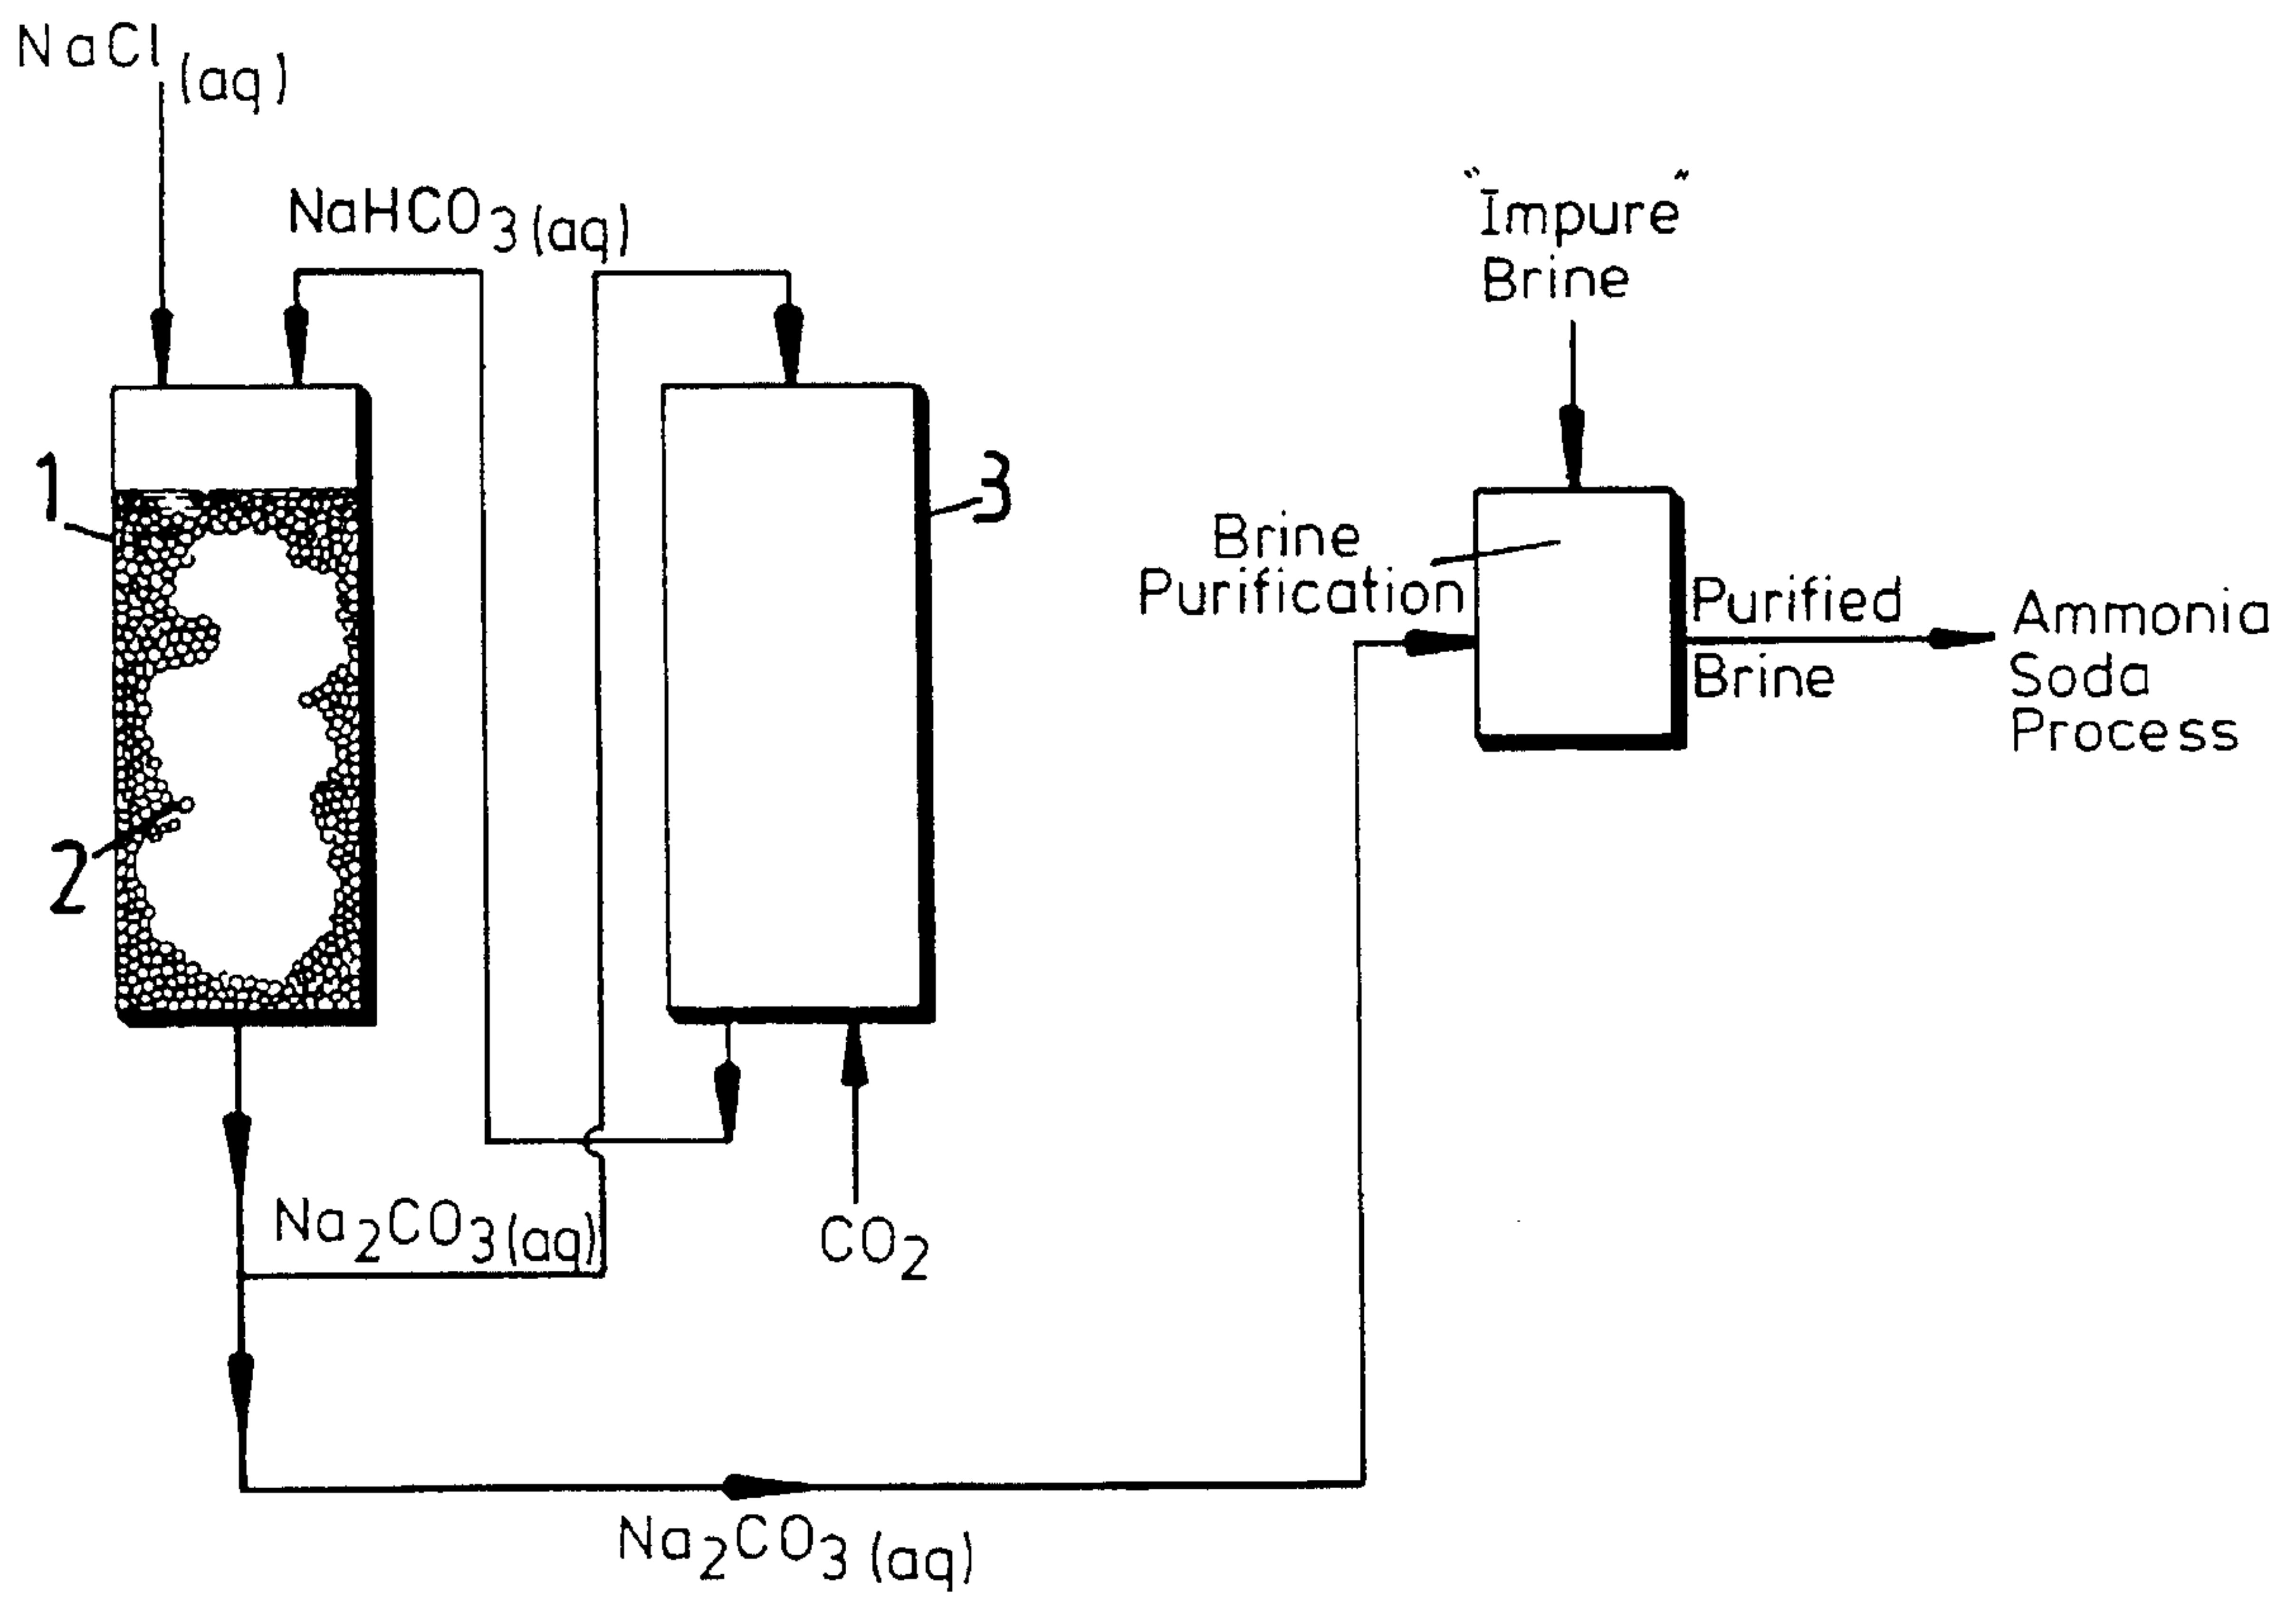 NaCl(aq)
NaHCO3(aq)
"Impure"
Brine
1
3
Brine
Purification
Purified
Brine
Ammonia
Soda
Process
2
Na2CO3(aq)
CO2
Na2CO3(aq)